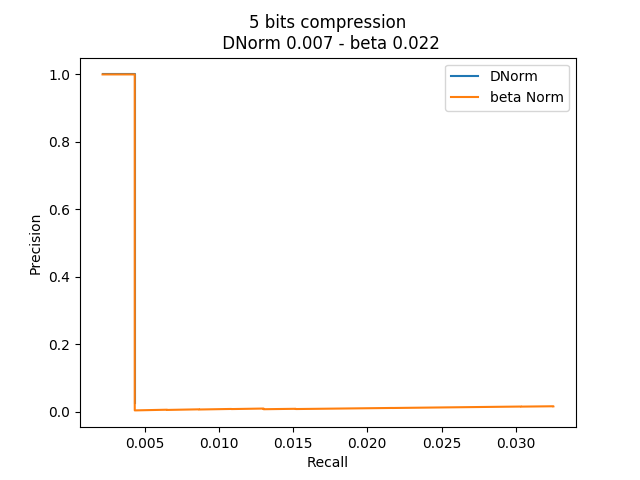 5 bits compression
DNorm 0.007 - beta 0.022
DNorm
beta Norm
1.0
0.8
0.6
0.4
0.2
0.0
Precision
0.005 0.010 0.015 0.020 0.025 0.030
Recall